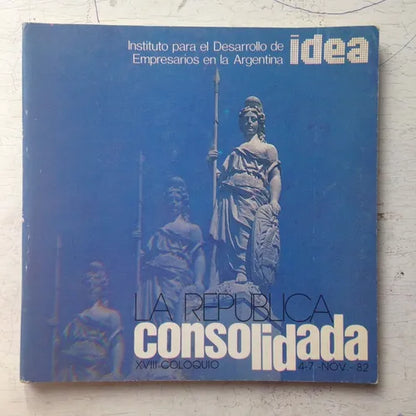 Instituto para el Desarrollo de
Empresarios en la Argentina
idea
LA REPUBLICA
consolidada
XVIII COLOQUIO
4-7 -NOV.- 82